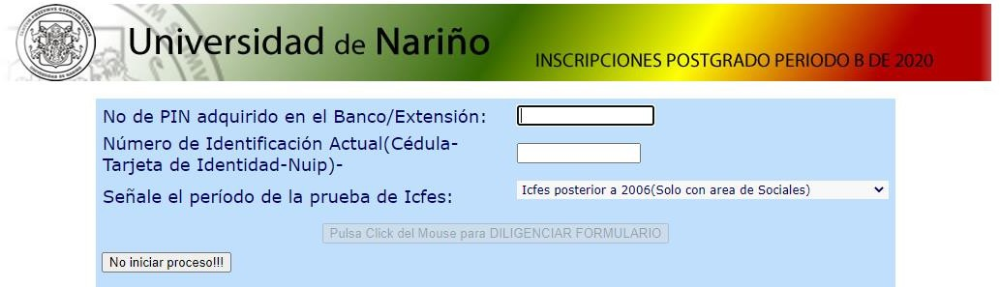 Universidad de Nariño
INSCRIPCIONES POSTGRADO PERIODO B DE 2020
No de PIN adquirido en el Banco/Extensión:
Número de Identificación Actual(Cédula-
Tarjeta de Identidad-Nuip)-
Señale el período de la prueba de Icfes:
Icfes posterior a 2006(Solo con area de Sociales)
Pulsa Click del Mouse para DILIGENCIAR FORMULARIO
No iniciar proceso!!!